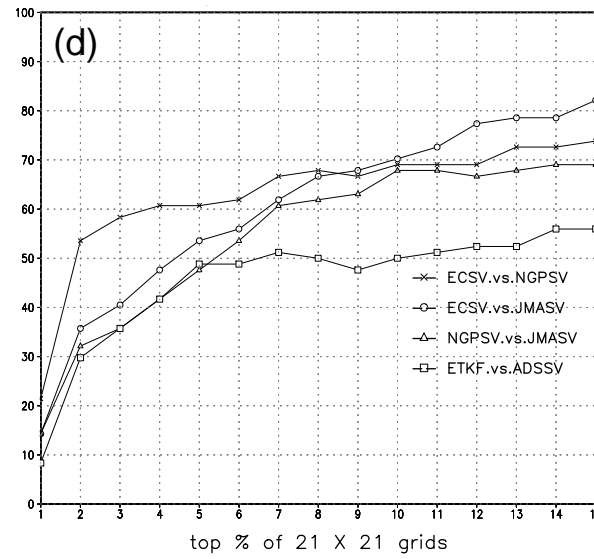 100
(d)
90
80
70
60
50
40
30
20
10
0
ECSV.vs.NGPSV
ECSV.vs.JMASV
NGPSV.vs.JMASV
ETKF.vs.ADSSV
1 2 3 4 5 6 7 8 9 10 11 12 13 14
top % of 21 X 21 grids